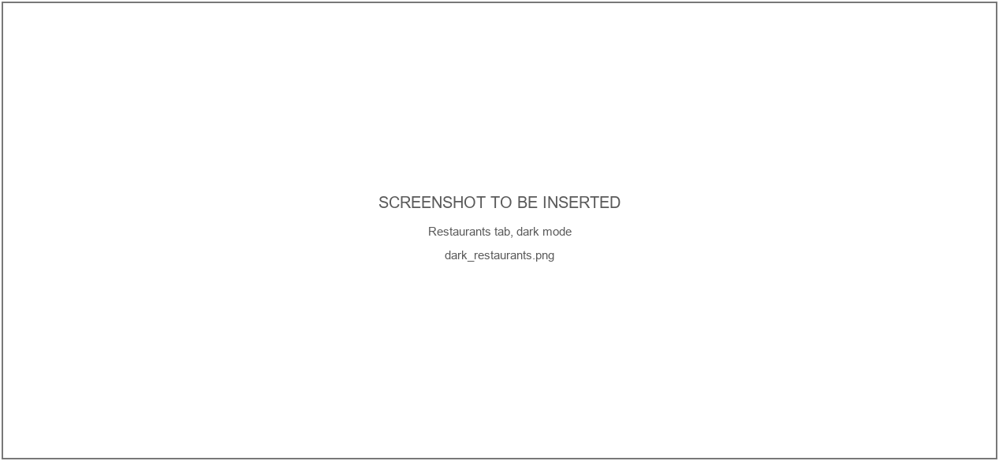 SCREENSHOT TO BE INSERTED
Restaurants tab, dark mode
dark_restaurants.png